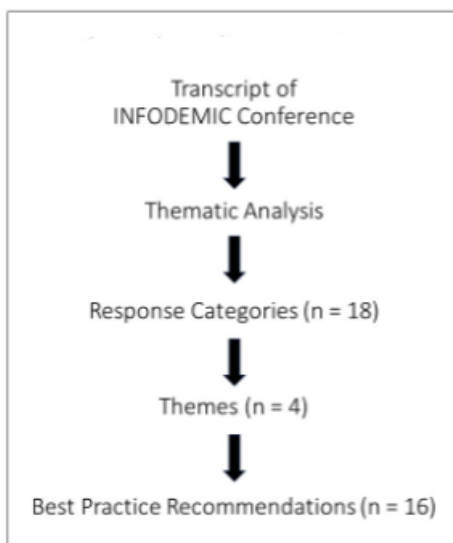 Transcript of
INFODEMIC Conference
Thematic Analysis
Response Categories (n = 18)
Themes (n = 4)
Best Practice Recommendations (n = 16)